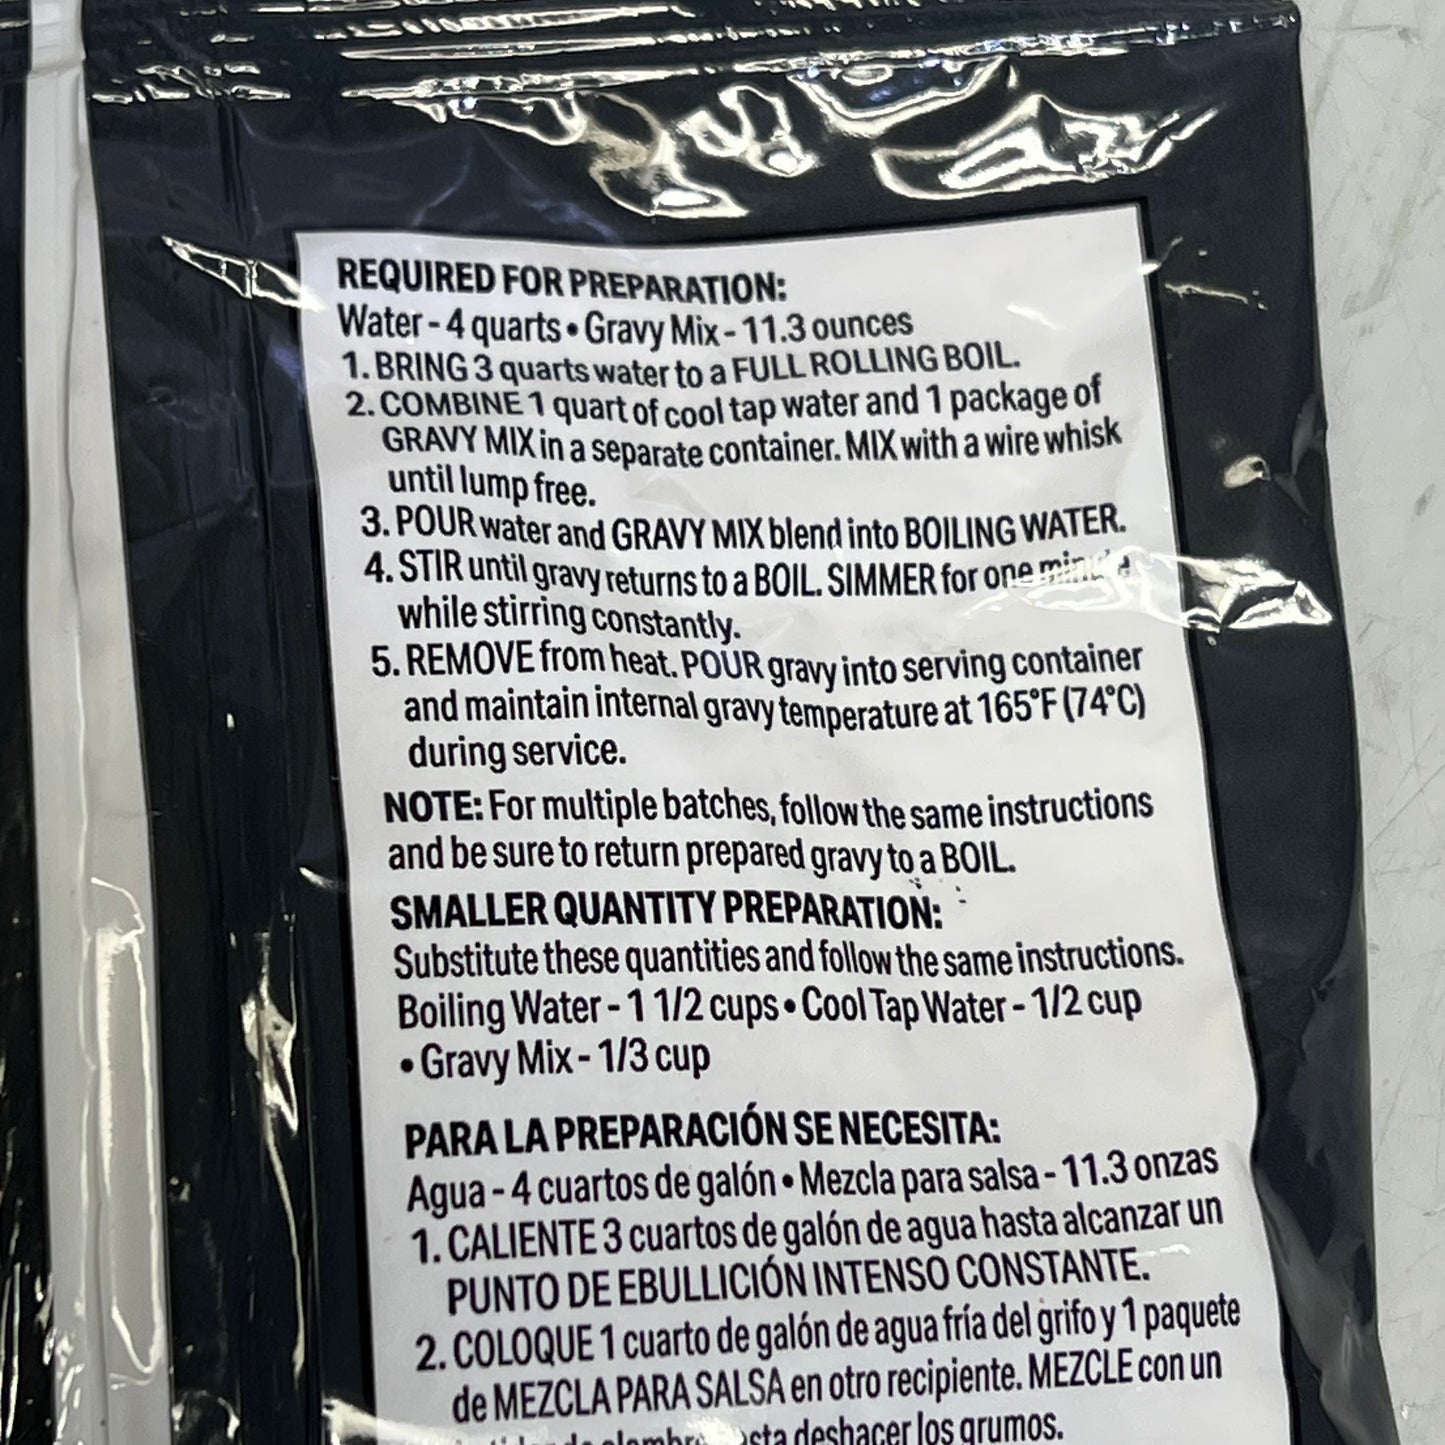 REQUIRED FOR PREPARATION:
Water - 4 quarts • Gravy Mix - 11.3 ounces
1. BRING 3 quarts water to a FULL ROLLING BOIL.
2. COMBINE 1 quart of cool tap water and 1 package of
GRAVY MIX in a separate container. MIX with a wire whisk
until lump free.
3. POUR water and GRAVY MIX blend into BOILING WATER.
4. STIR until gravy returns to a BOIL. SIMMER for one minute
while stirring constantly.
5. REMOVE from heat. POUR gravy into serving container
and maintain internal gravy temperature at 165°F (74°C)
during service.
NOTE: For multiple batches, follow the same instructions
and be sure to return prepared gravy to a BOIL.
SMALLER QUANTITY PREPARATION:
Substitute these quantities and follow the same instructions.
Boiling Water - 1 1/2 cups • Cool Tap Water - 1/2 cup
• Gravy Mix - 1/3 cup
PARA LA PREPARACIÓN SE NECESITA:
Agua - 4 cuartos de galón • Mezcla para salsa - 11.3 onzas
1. CALIENTE 3 cuartos de galón de agua hasta alcanzar un
PUNTO DE EBULLICIÓN INTENSO CONSTANTE.
2. COLOQUE 1 cuarto de galón de agua fría del grifo y 1 paquete
de MEZCLA PARA SALSA en otro recipiente. MEZCLE con un
deshacer los grumos.